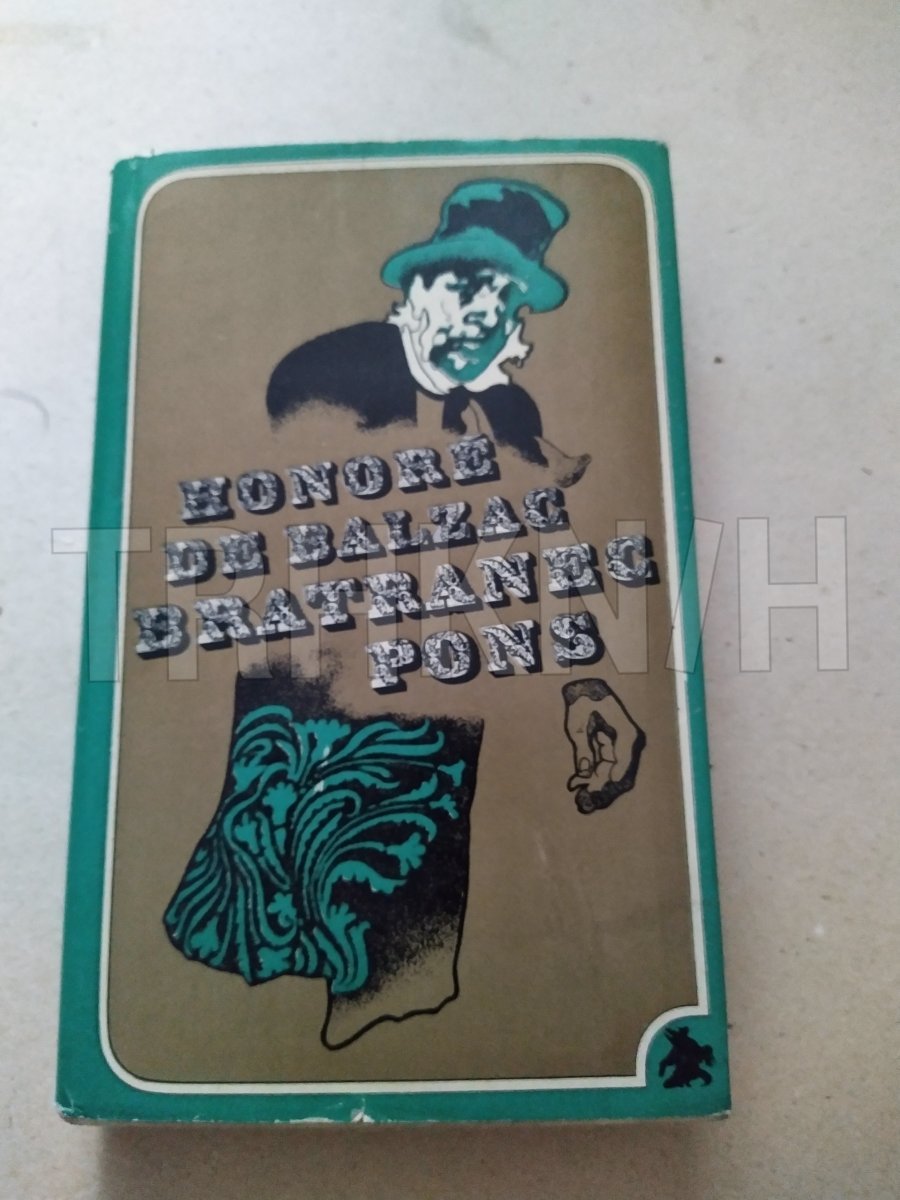 HONORÉ
DE BALZAC
BRATRANEC
PONS